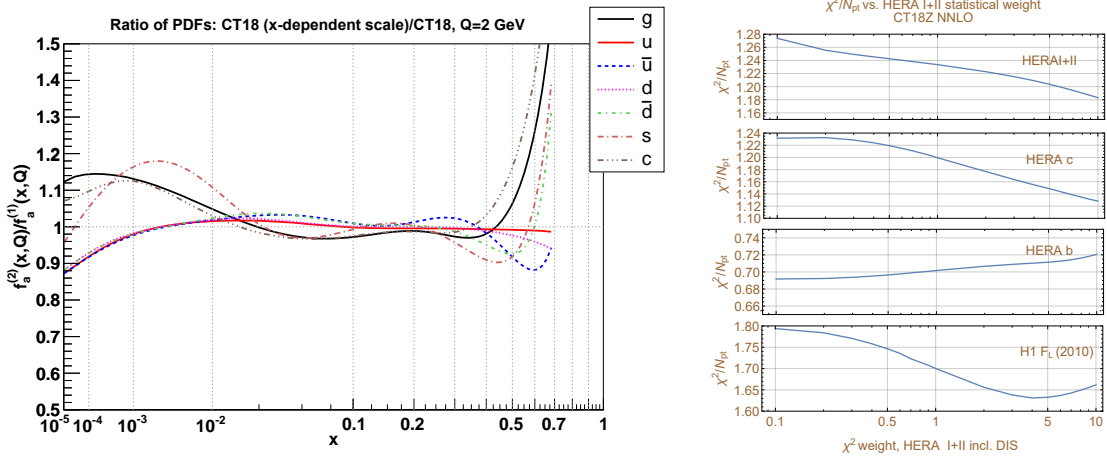 Ratio of PDFs: CT18 (x-dependent scale)/CT18, Q=2 GeV
g
u
u̅
d
d̅
s
c
1.5
1.4
1.3
1.2
1.1
1
0.9
0.8
0.7
0.6
0.5
f_a^(2)(x,Q)/f_a^(1)(x,Q)
10^-5 10^-4 10^-3 10^-2 0.1 0.2 0.5 0.7 1
x
χ²/N_pt vs. HERA I+II statistical weight
CT18Z NNLO
1.28
1.26
1.24
1.22
1.20
1.18
1.16
χ²/N_pt
HERAI+II
1.24
1.22
1.20
1.18
1.16
1.14
1.12
1.10
χ²/N_pt
HERA c
0.74
0.72
0.70
0.68
0.66
χ²/N_pt
HERA b
1.80
1.75
1.70
1.65
1.60
χ²/N_pt
H1 F_L (2010)
0.1 0.5 1 5 10
χ² weight, HERA I+II incl. DIS